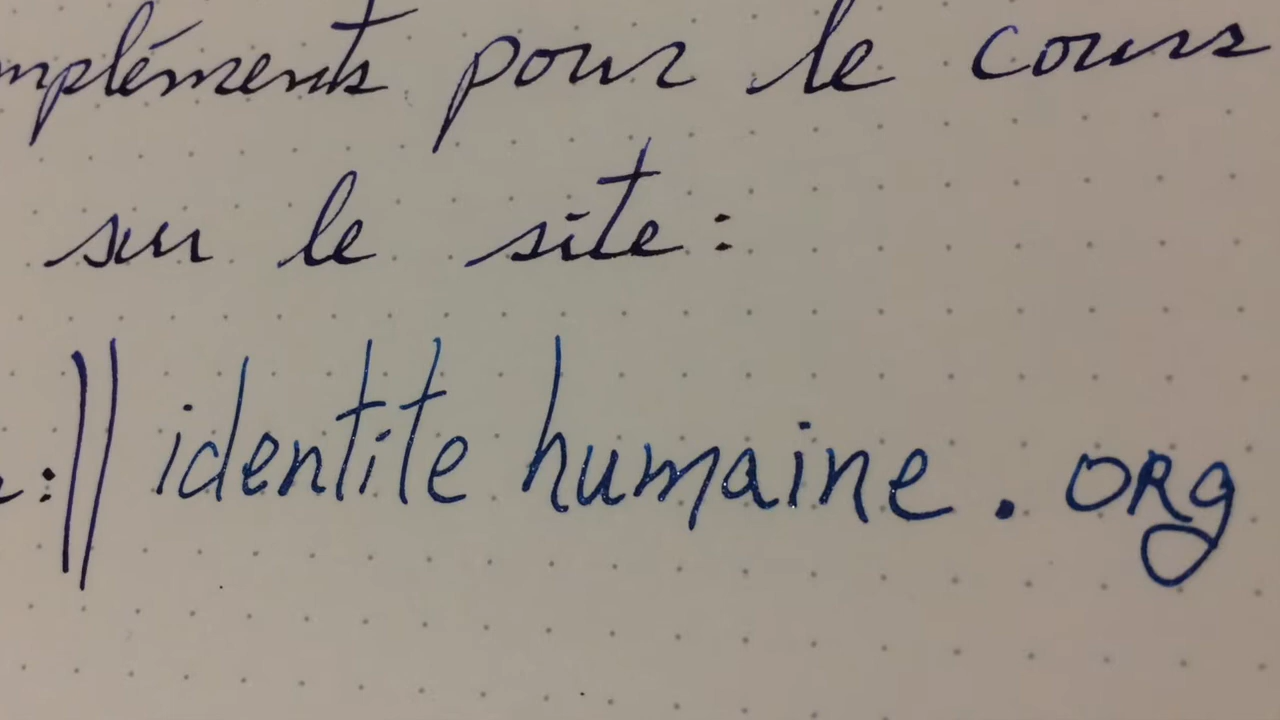 mpléments pour le cours
sur le site :
:// identite humaine . org